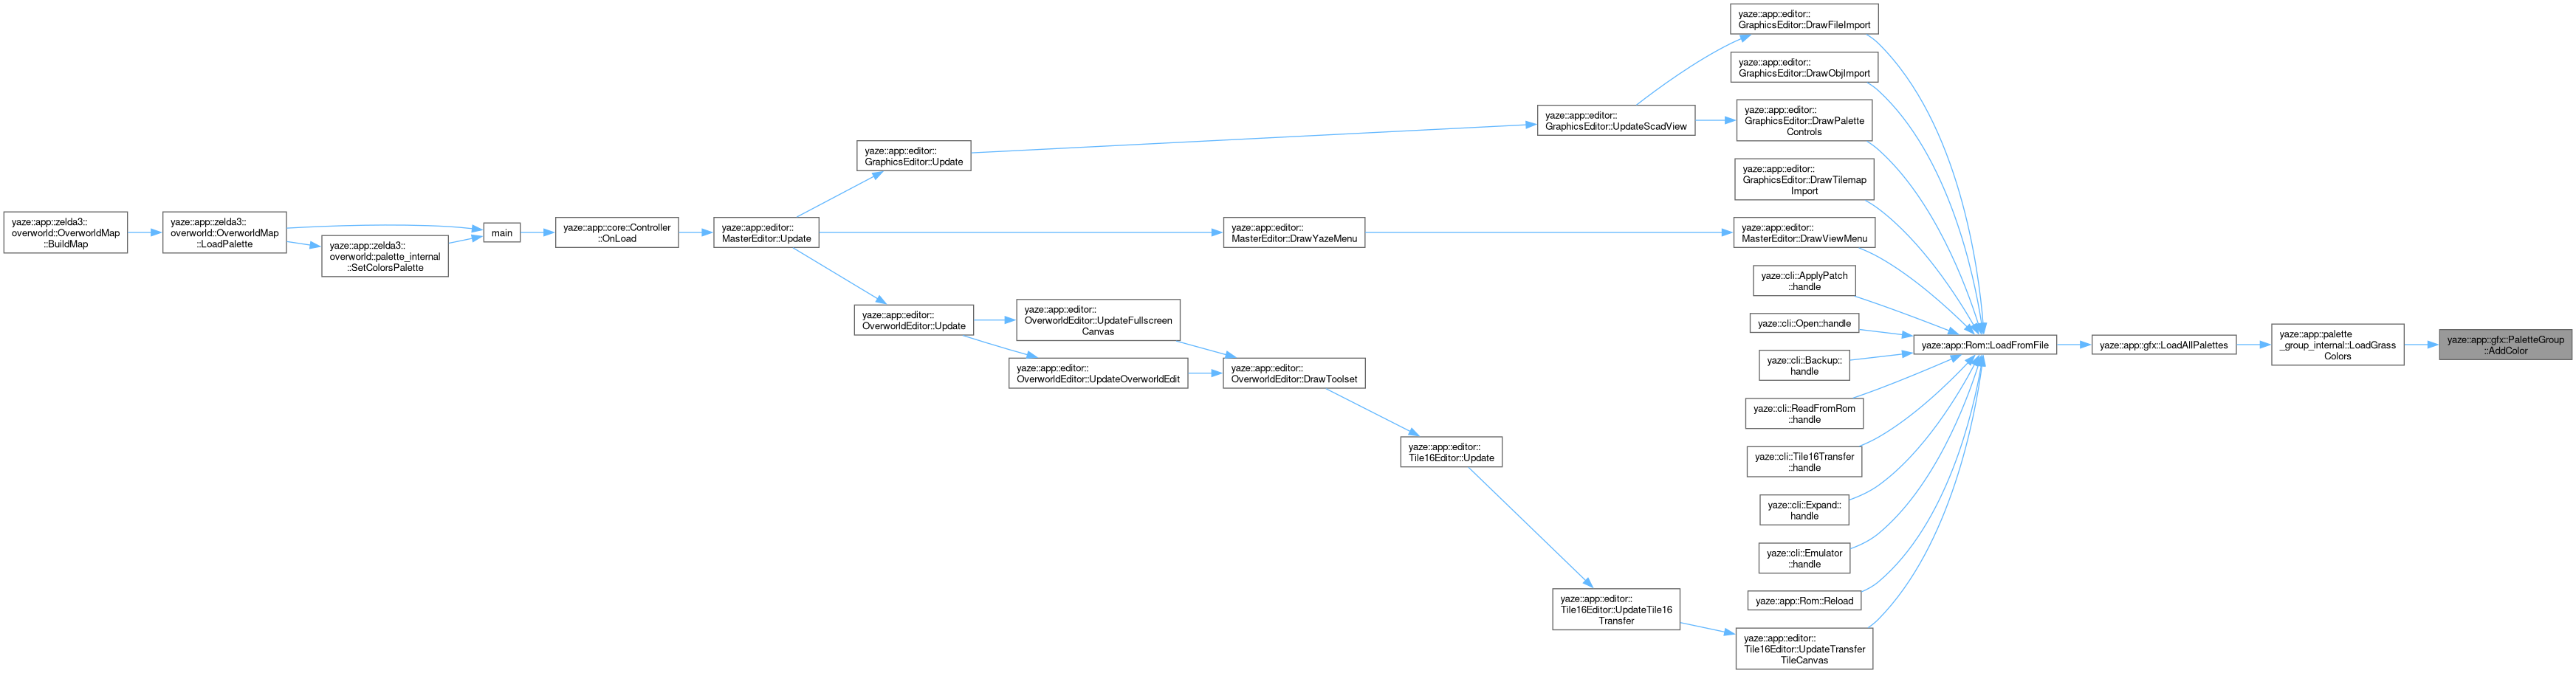 yaze::app::zelda3::
overworld::OverworldMap
::BuildMap
yaze::app::zelda3::
overworld::OverworldMap
::LoadPalette
yaze::app::zelda3::
overworld::palette_internal
::SetColorsPalette
main
yaze::app::core::Controller
::OnLoad
yaze::app::editor::
MasterEditor::Update
yaze::app::editor::
GraphicsEditor::Update
yaze::app::editor::
OverworldEditor::Update
yaze::app::editor::
OverworldEditor::UpdateFullscreen
Canvas
yaze::app::editor::
OverworldEditor::UpdateOverworldEdit
yaze::app::editor::
MasterEditor::DrawYazeMenu
yaze::app::editor::
OverworldEditor::DrawToolset
yaze::app::editor::
Tile16Editor::Update
yaze::app::editor::
GraphicsEditor::UpdateScadView
yaze::app::editor::
Tile16Editor::UpdateTile16
Transfer
yaze::app::editor::
GraphicsEditor::DrawFileImport
yaze::app::editor::
GraphicsEditor::DrawObjImport
yaze::app::editor::
GraphicsEditor::DrawPalette
Controls
yaze::app::editor::
GraphicsEditor::DrawTilemap
Import
yaze::app::editor::
MasterEditor::DrawViewMenu
yaze::cli::ApplyPatch
::handle
yaze::cli::Open::handle
yaze::cli::Backup::
handle
yaze::cli::ReadFromRom
::handle
yaze::cli::Tile16Transfer
::handle
yaze::cli::Expand::
handle
yaze::cli::Emulator
::handle
yaze::app::Rom::Reload
yaze::app::editor::
Tile16Editor::UpdateTransfer
TileCanvas
yaze::app::Rom::LoadFromFile
yaze::app::gfx::LoadAllPalettes
yaze::app::palette
_group_internal::LoadGrass
Colors
yaze::app::gfx::PaletteGroup
::AddColor